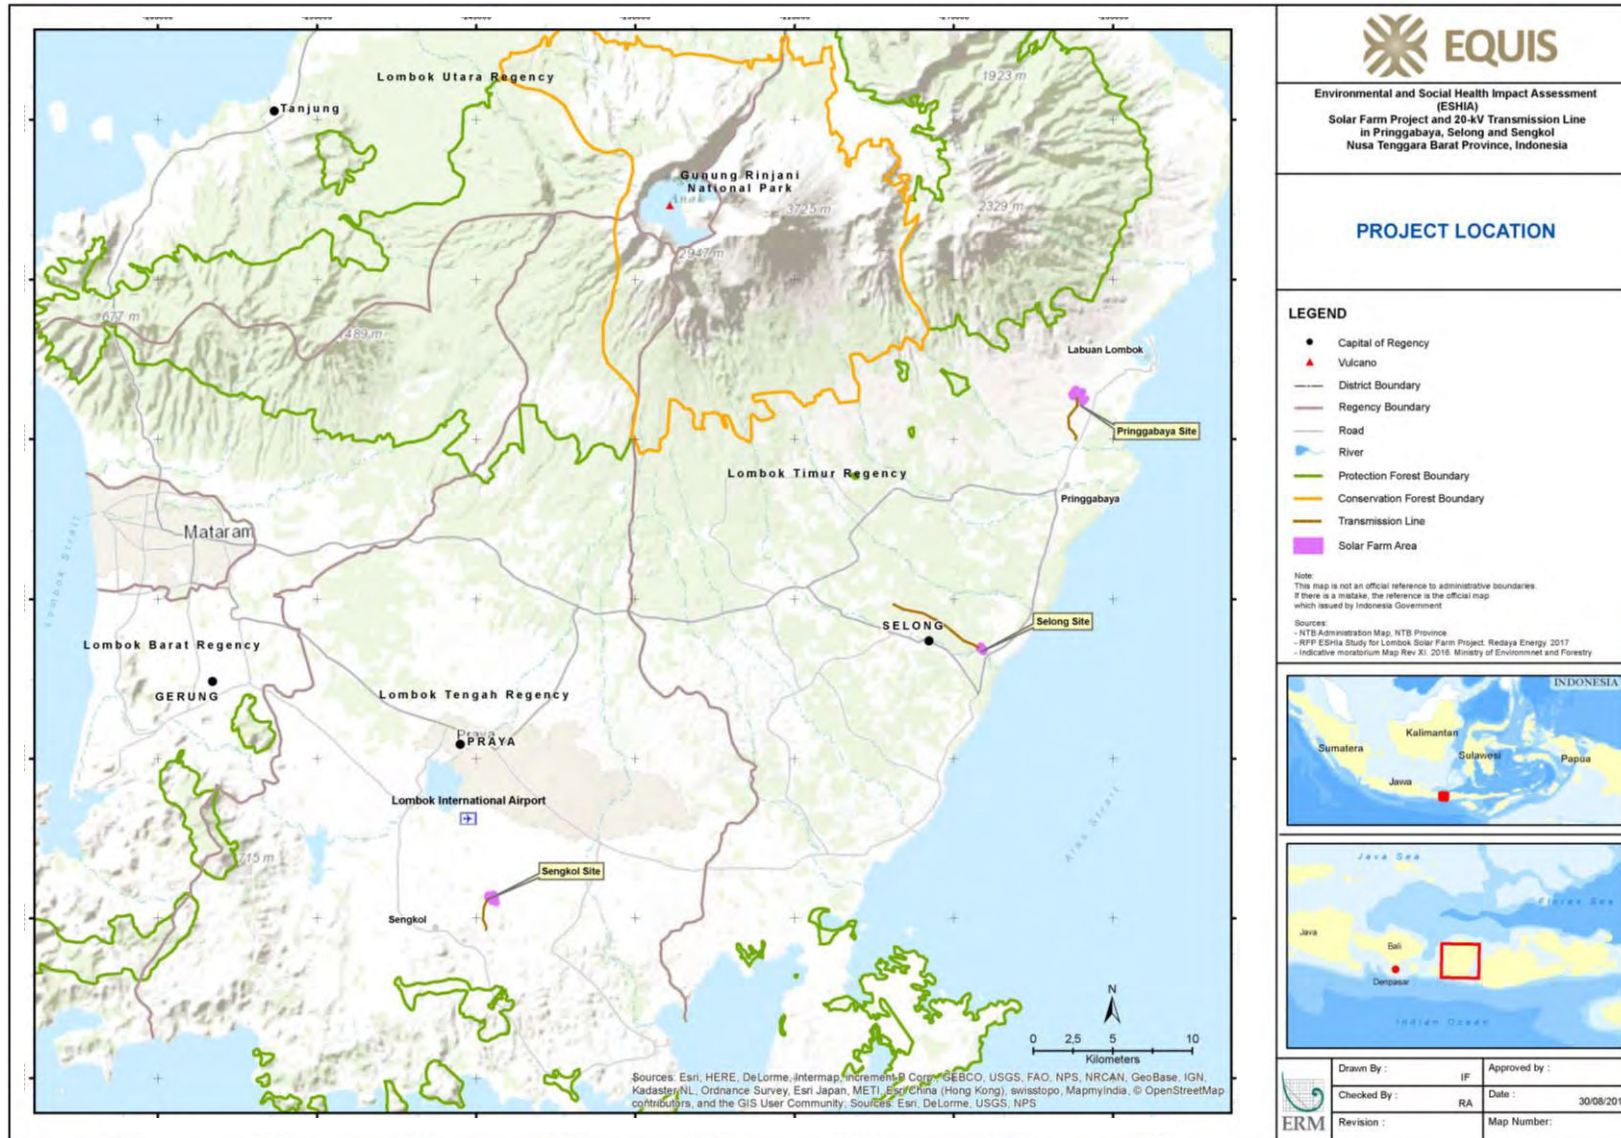 Lombok Utara Regency
Tanjung
1923 m
Gunung Rinjani
National Park
Anak
3725 m
2329 m
2947 m
677 m
1489 m
Labuan Lombok
Pringgabaya Site
Lombok Timur Regency
Pringgabaya
Mataram
Lombok Strait
SELONG
Selong Site
Lombok Barat Regency
GERUNG
Lombok Tengah Regency
Praya
PRAYA
Lombok International Airport
Alas Strait
715 m
Sengkol Site
Sengkol
N
0 2,5 5 10
Kilometers
Sources: Esri, HERE, DeLorme, Intermap, increment P Corp., GEBCO, USGS, FAO, NPS, NRCAN, GeoBase, IGN,
Kadaster NL, Ordnance Survey, Esri Japan, METI, Esri China (Hong Kong), swisstopo, MapmyIndia, © OpenStreetMap
contributors, and the GIS User Community, Sources: Esri, DeLorme, USGS, NPS
EQUIS
Environmental and Social Health Impact Assessment
(ESHIA)
Solar Farm Project and 20-kV Transmission Line
in Pringgabaya, Selong and Sengkol
Nusa Tenggara Barat Province, Indonesia
PROJECT LOCATION
LEGEND
Capital of Regency
Vulcano
District Boundary
Regency Boundary
Road
River
Protection Forest Boundary
Conservation Forest Boundary
Transmission Line
Solar Farm Area
Note:
This map is not an official reference to administrative boundaries.
If there is a mistake, the reference is the official map
which issued by Indonesia Government
Sources:
- NTB Administration Map, NTB Province
- RFP ESHIa Study for Lombok Solar Farm Project. Redaya Energy. 2017
- Indicative moratorium Map Rev XI. 2016. Ministry of Environmnet and Forestry
INDONESIA
Kalimantan
Sumatera
Sulawesi
Papua
Jawa
Java Sea
Flores Sea
Java
Bali
Denpasar
Indian Ocean
ERM
Drawn By : IF
Approved by :
Checked By : RA
Date : 30/08/201
Revision :
Map Number: